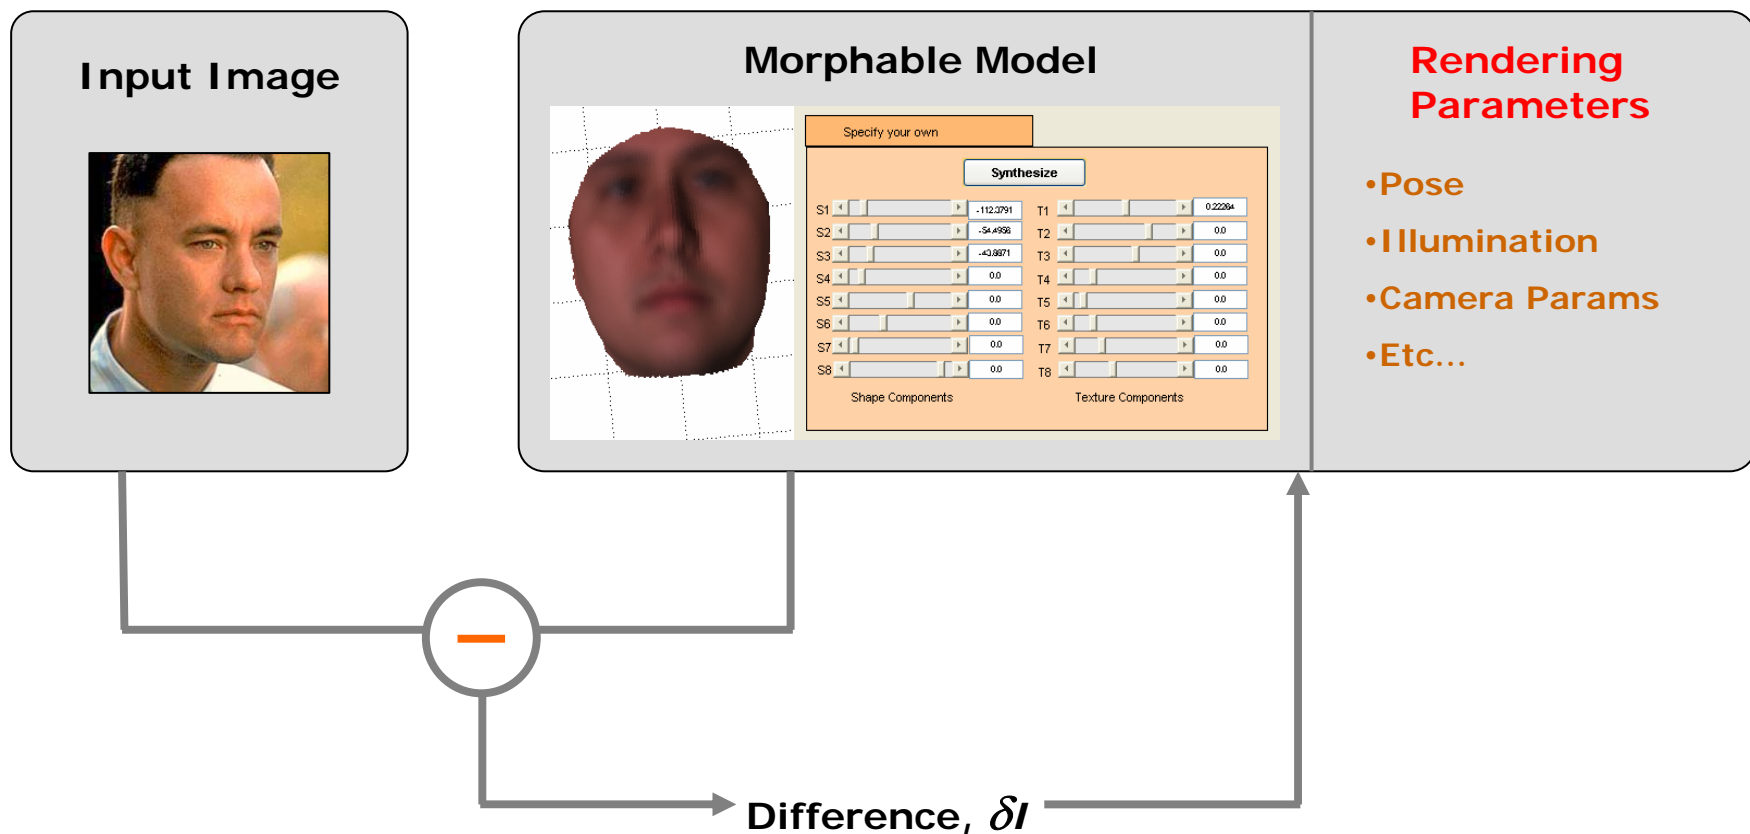 Input Image
Morphable Model
Rendering
Parameters
Specify your own
Synthesize
S1 -112.3791 T1 0.22264
S2 -54.4956 T2 0.0
S3 T3 0.0
S4 0.0 T4 0.0
S5 0.0 T5 0.0
S6 0.0 T6 0.0
S7 0.0 T7 0.0
S8 0.0 T8 0.0
Shape Components Texture Components
•Pose
•Illumination
•Camera Params
•Etc...
—
Difference, δI